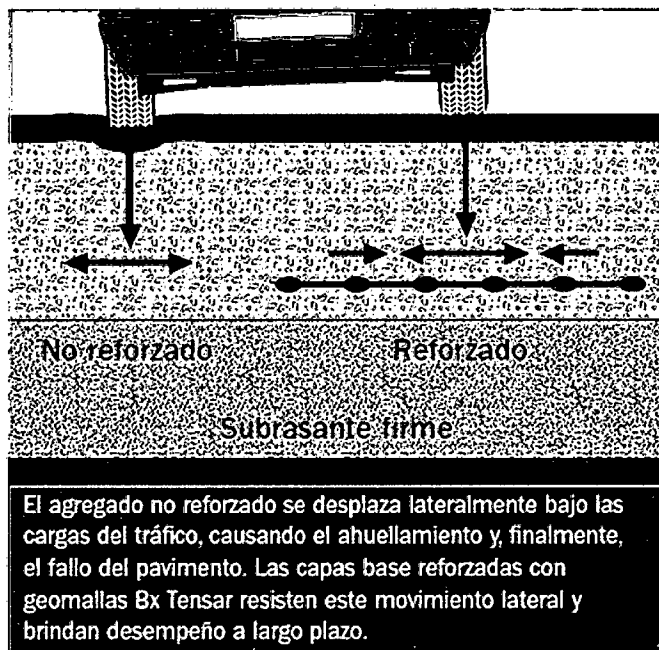 No reforzado Reforzado
Subrasante firme
El agregado no reforzado se desplaza lateralmente bajo las
cargas del tráfico, causando el ahuellamiento y, finalmente,
el fallo del pavimento. Las capas base reforzadas con
geomallas Bx Tensar resisten este movimiento lateral y
brindan desempeño a largo plazo.